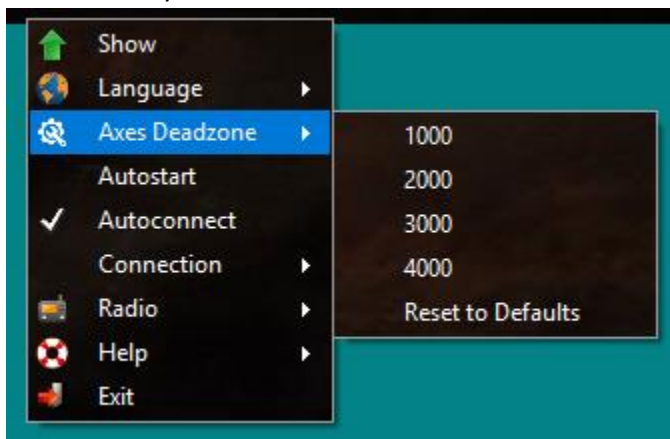 Show
Language
Axes Deadzone
Autostart
Autoconnect
Connection
Radio
Help
Exit
1000
2000
3000
4000
Reset to Defaults